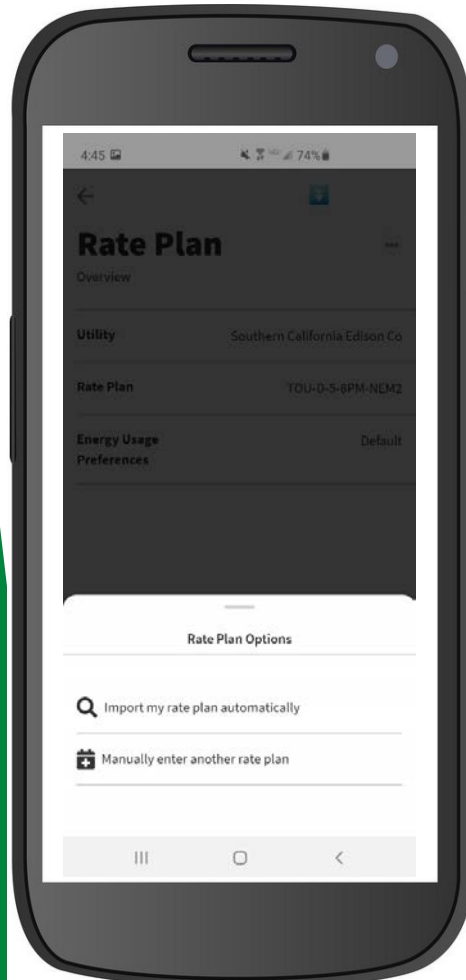 4:45 74%
Rate Plan
Overview
Utility Southern California Edison Co
Rate Plan TOU-D-5-8PM-NEM2
Energy Usage Default
Preferences
Rate Plan Options
Import my rate plan automatically
Manually enter another rate plan